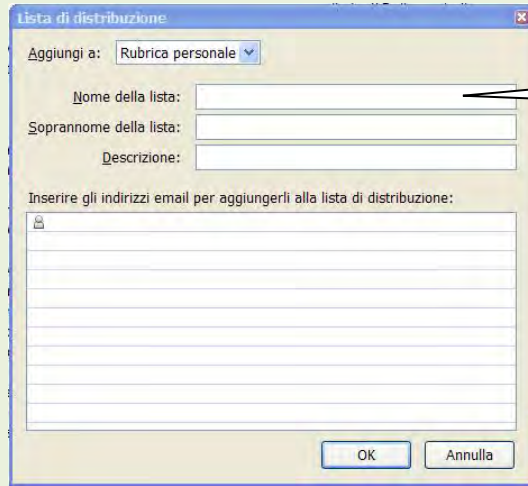 Lista di distribuzione
Aggiungi a: Rubrica personale
Nome della lista:
Soprannome della lista:
Descrizione:
Inserire gli indirizzi email per aggiungerli alla lista di distribuzione:
OK Annulla